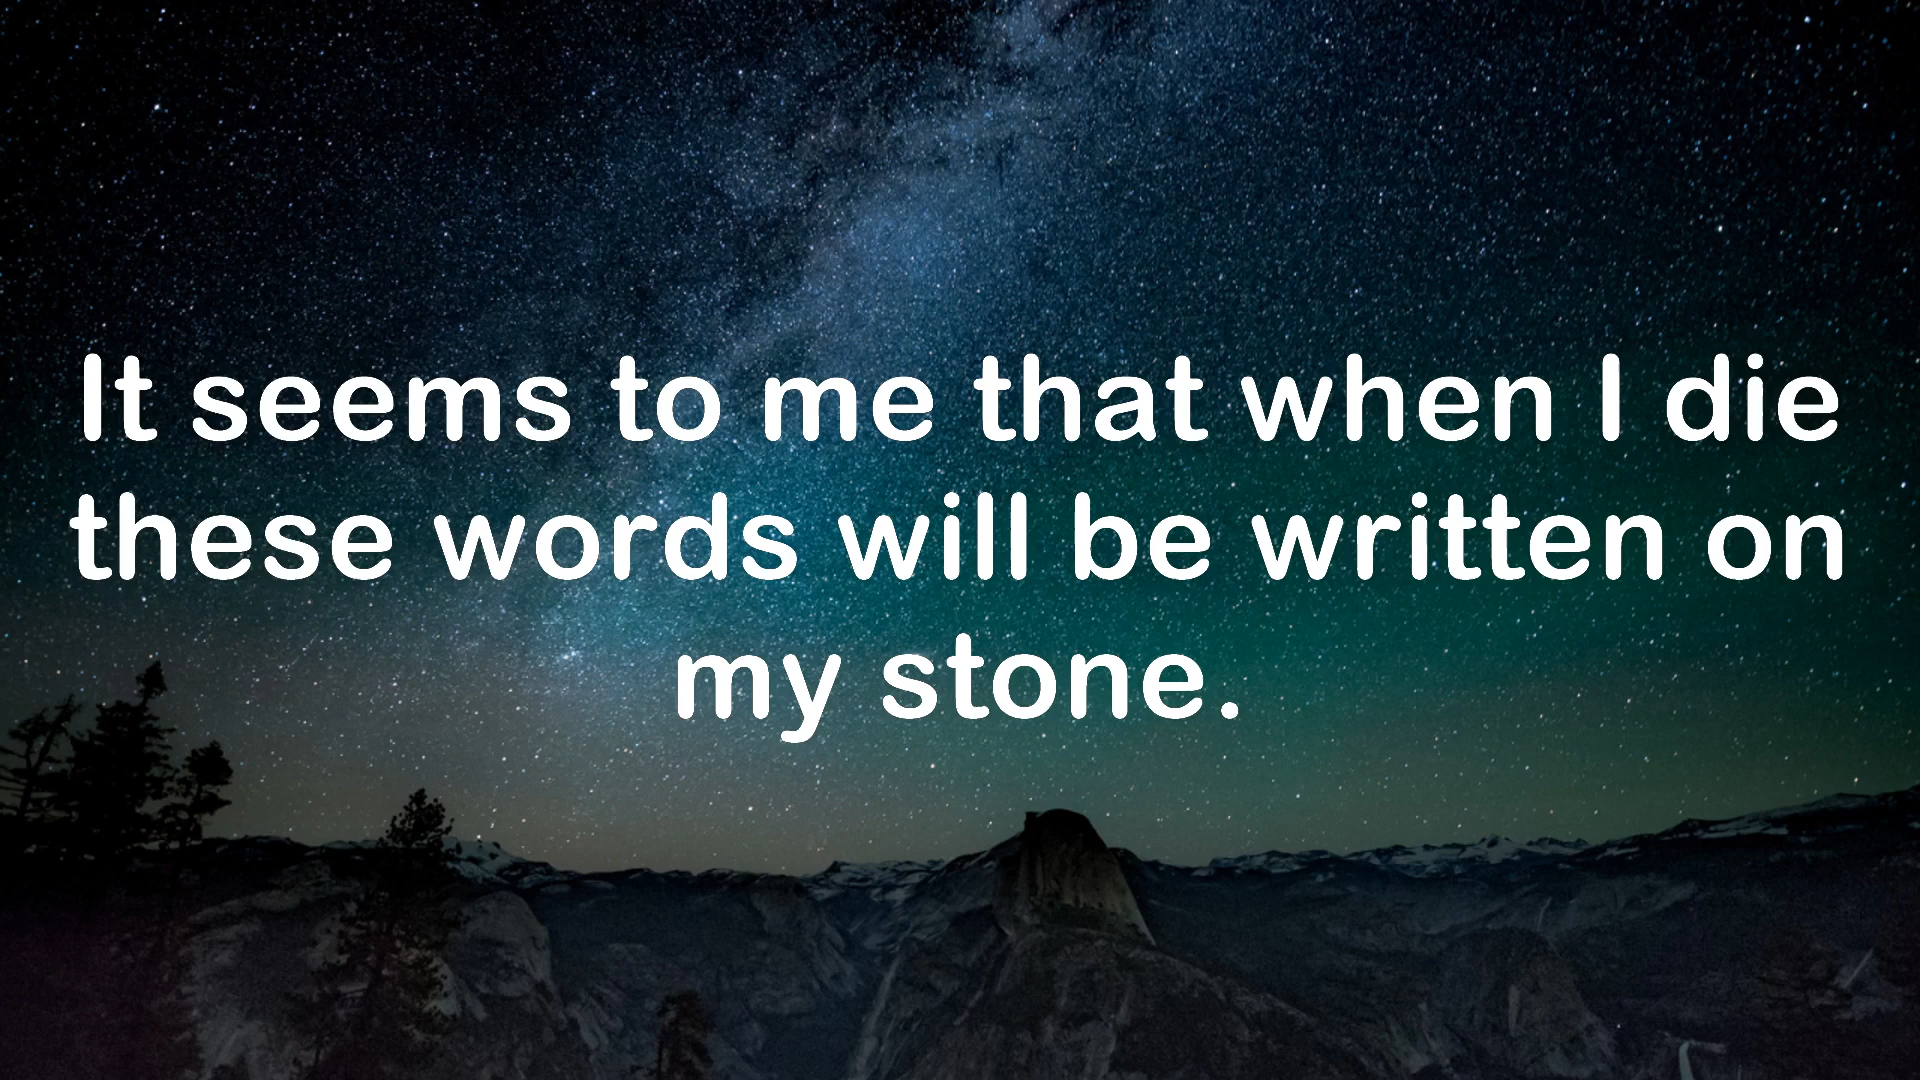 It seems to me that when I die
these words will be written on
my stone.